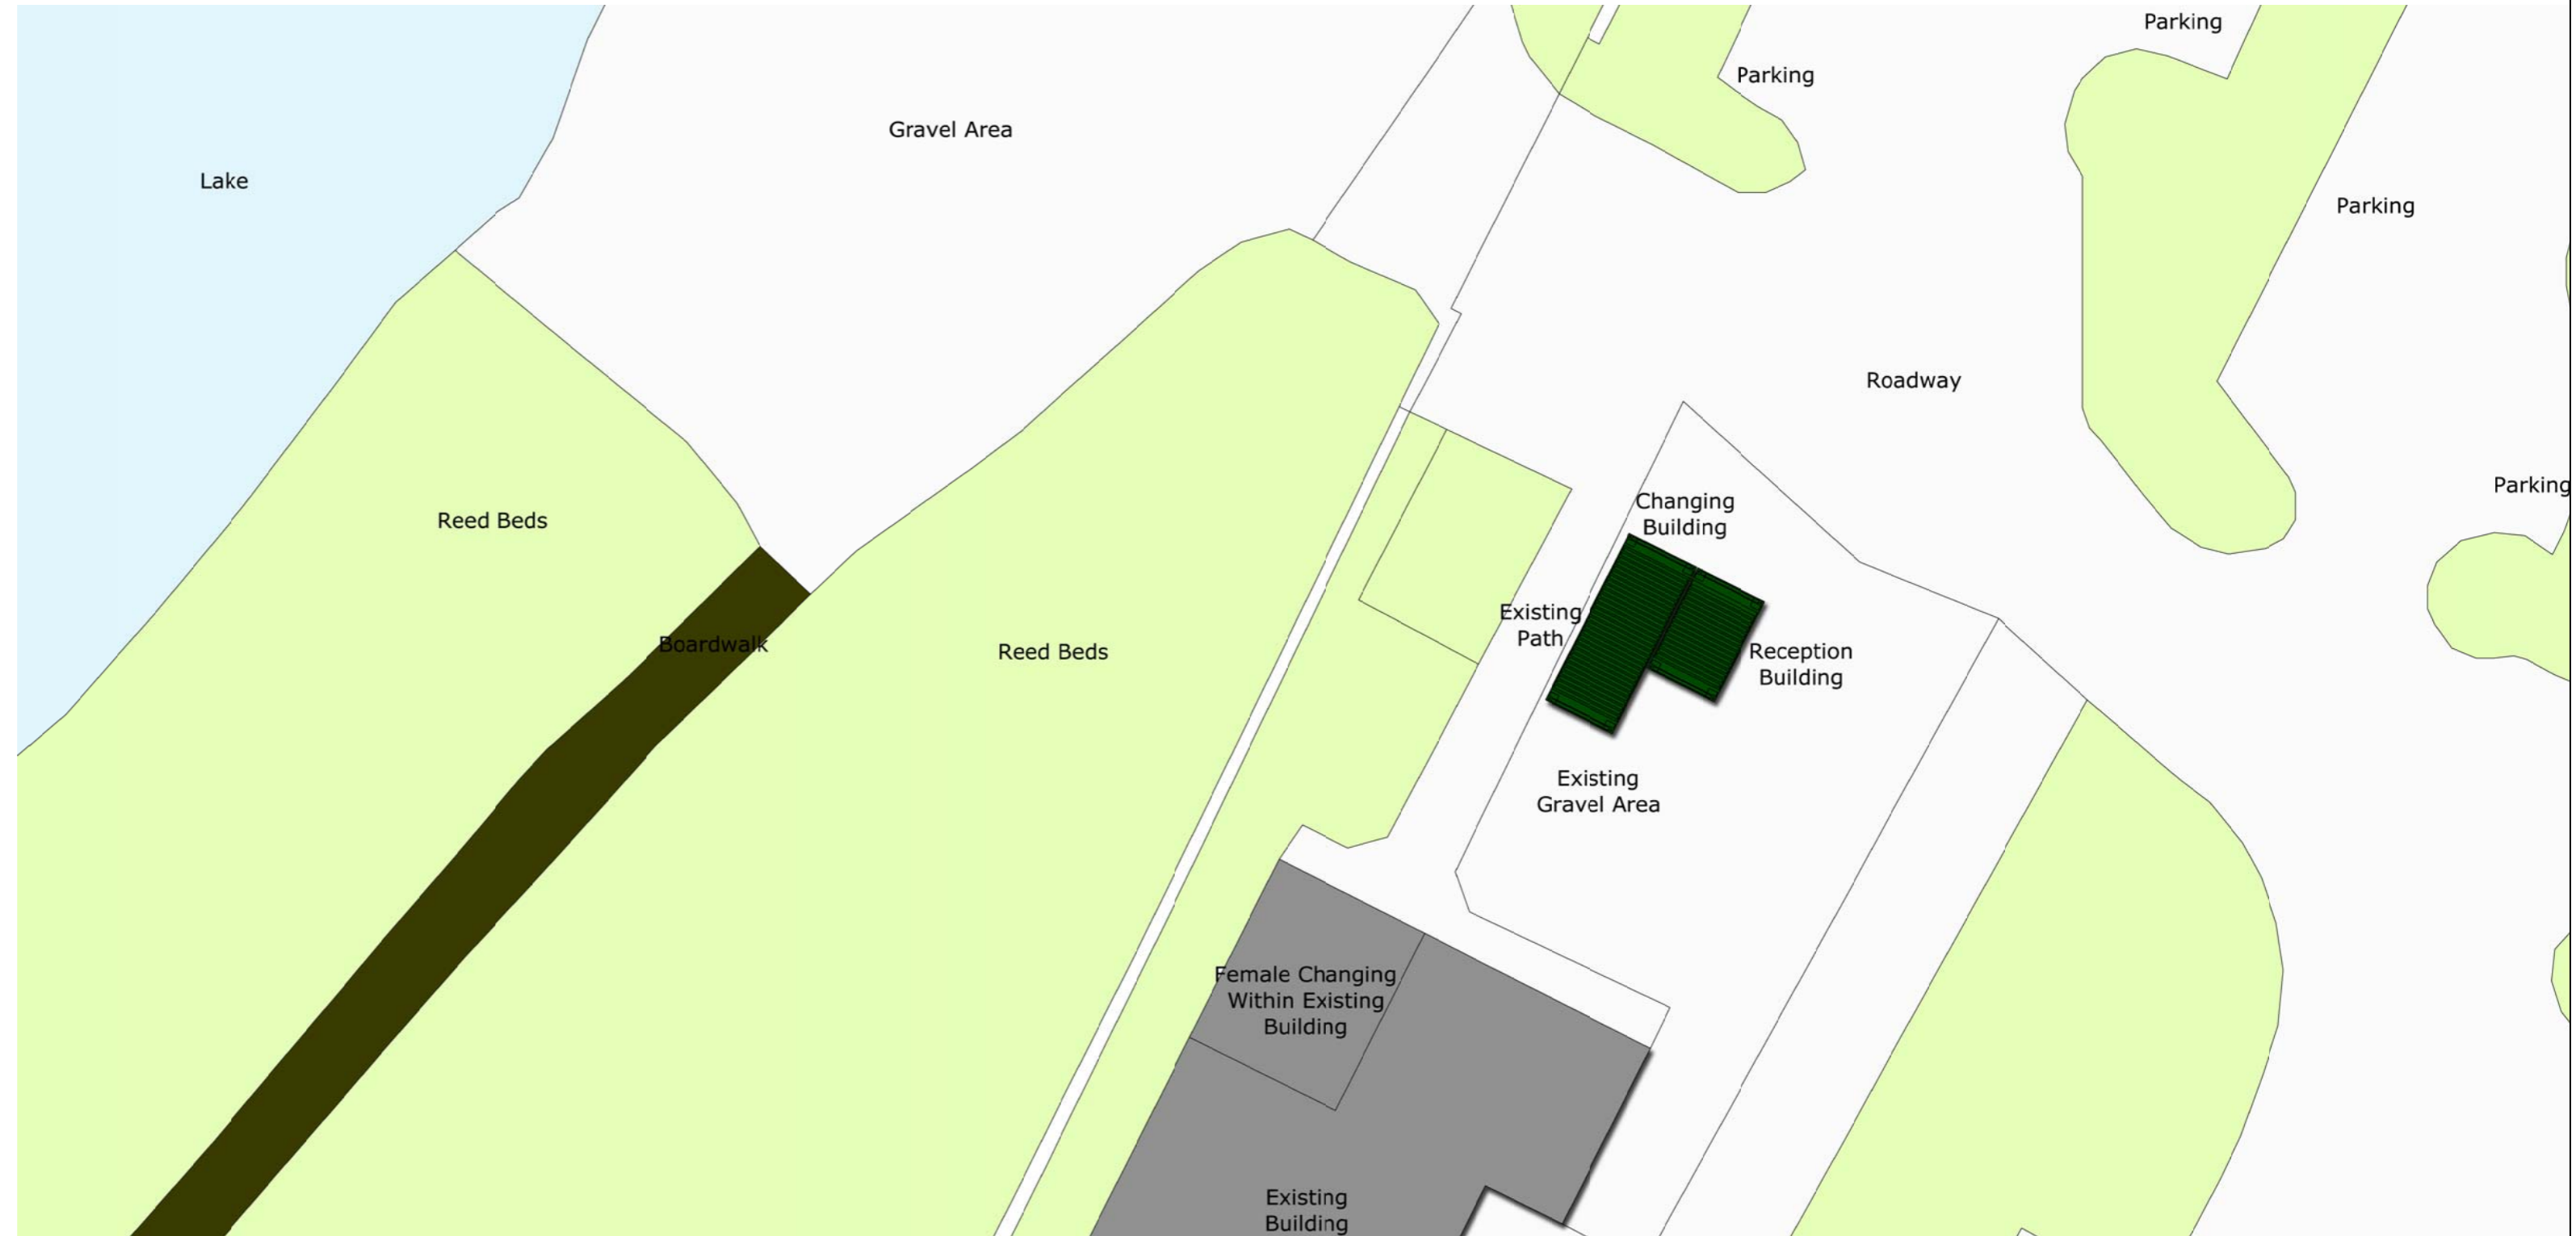 Parking
Parking
Gravel Area
Lake
Parking
Roadway
Parking
Changing
Building
Reed Beds
Existing
Path
Boardwalk
Reed Beds
Reception
Building
Existing
Gravel Area
Female Changing
Within Existing
Building
Existing
Building